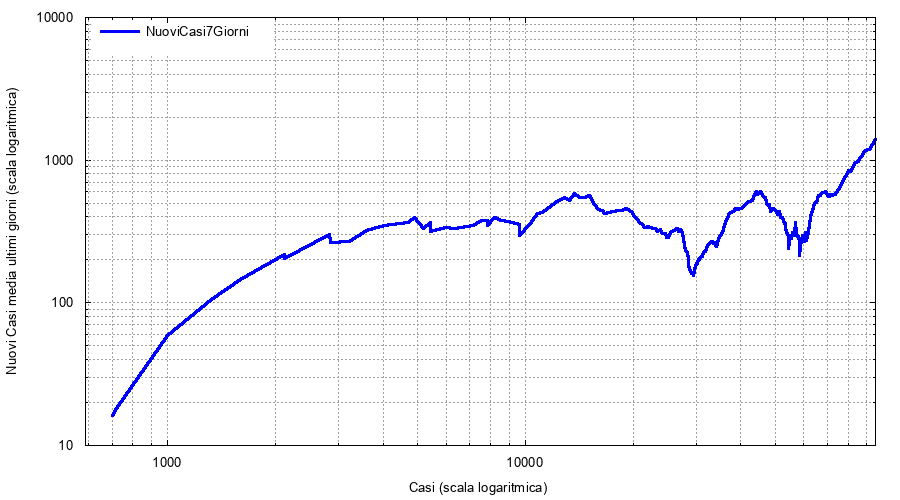 10000
NuoviCasi7Giorni
1000
100
10
1000
10000
Casi (scala logaritmica)
Nuovi Casi media ultimi giorni (scala logaritmica)